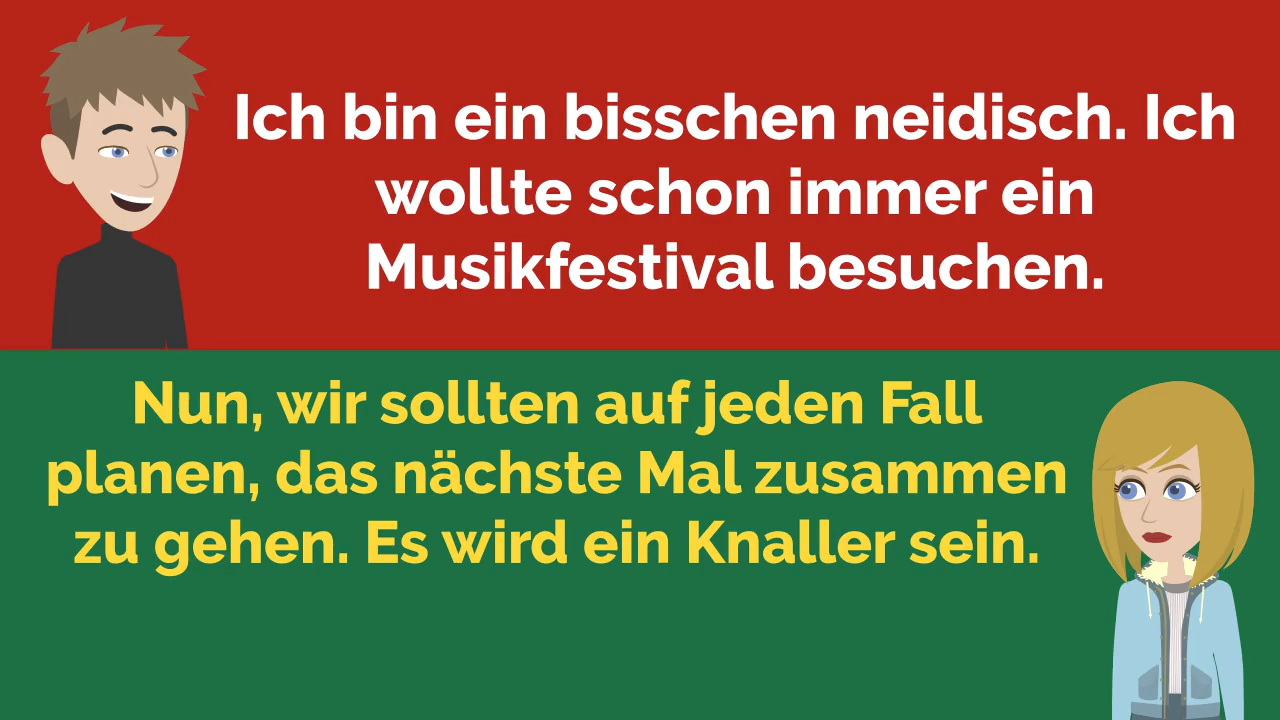 Ich bin ein bisschen neidisch. Ich
wollte schon immer ein
Musikfestival besuchen.
Nun, wir sollten auf jeden Fall
planen, das nächste Mal zusammen
zu gehen. Es wird ein Knaller sein.